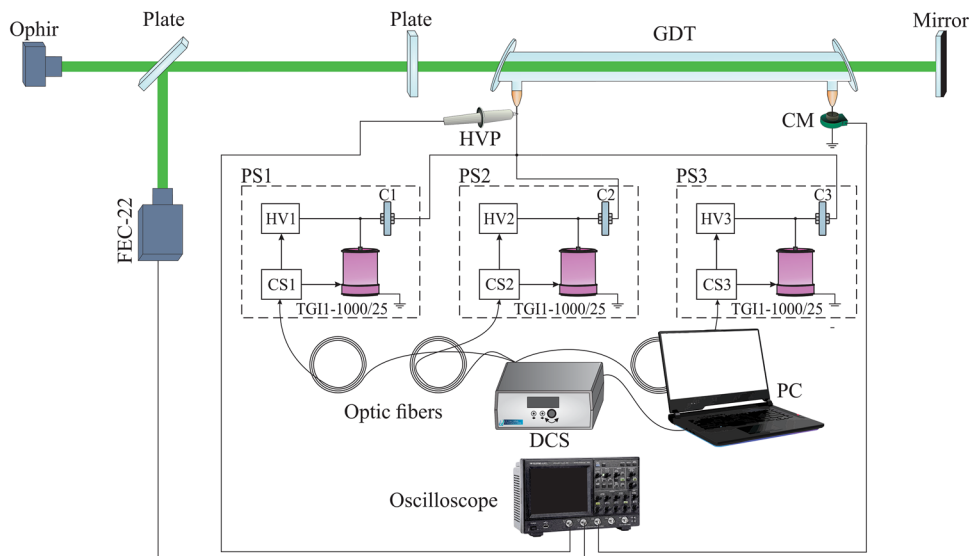 Ophir
Plate
Plate
GDT
Mirror
HVP
CM
FEC-22
PS1
PS2
PS3
C1
C2
C3
HV1
HV2
HV3
CS1
CS2
CS3
TGI1-1000/25
TGI1-1000/25
TGI1-1000/25
Optic fibers
DCS
PC
Oscilloscope